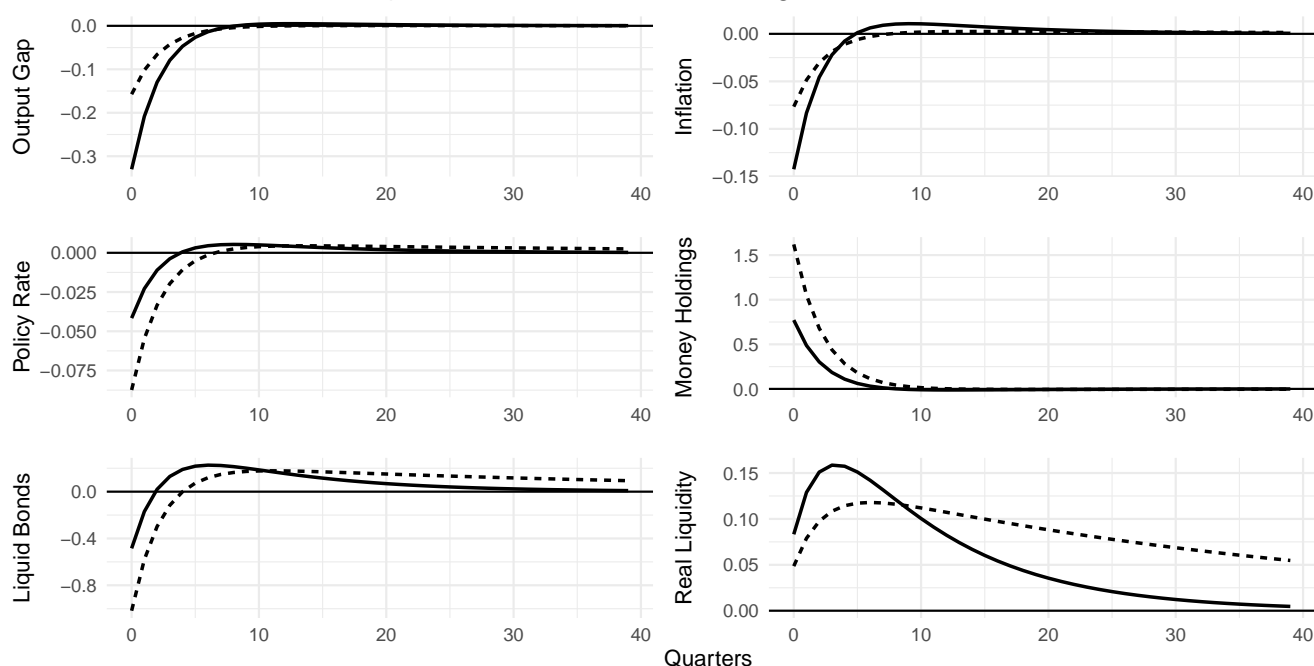 Output Gap
0.0
−0.1
−0.2
−0.3
0 10 20 30 40
Inflation
0.00
−0.05
−0.10
−0.15
0 10 20 30 40
Policy Rate
0.000
−0.025
−0.050
−0.075
0 10 20 30 40
Money Holdings
1.5
1.0
0.5
0.0
0 10 20 30 40
Liquid Bonds
0.0
−0.4
−0.8
0 10 20 30 40
Real Liquidity
0.15
0.10
0.05
0.00
0 10 20 30 40
Quarters